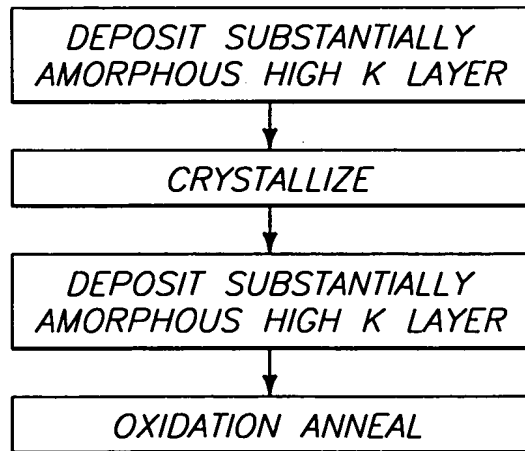 DEPOSIT SUBSTANTIALLY
AMORPHOUS HIGH K LAYER
CRYSTALLIZE
DEPOSIT SUBSTANTIALLY
AMORPHOUS HIGH K LAYER
OXIDATION ANNEAL